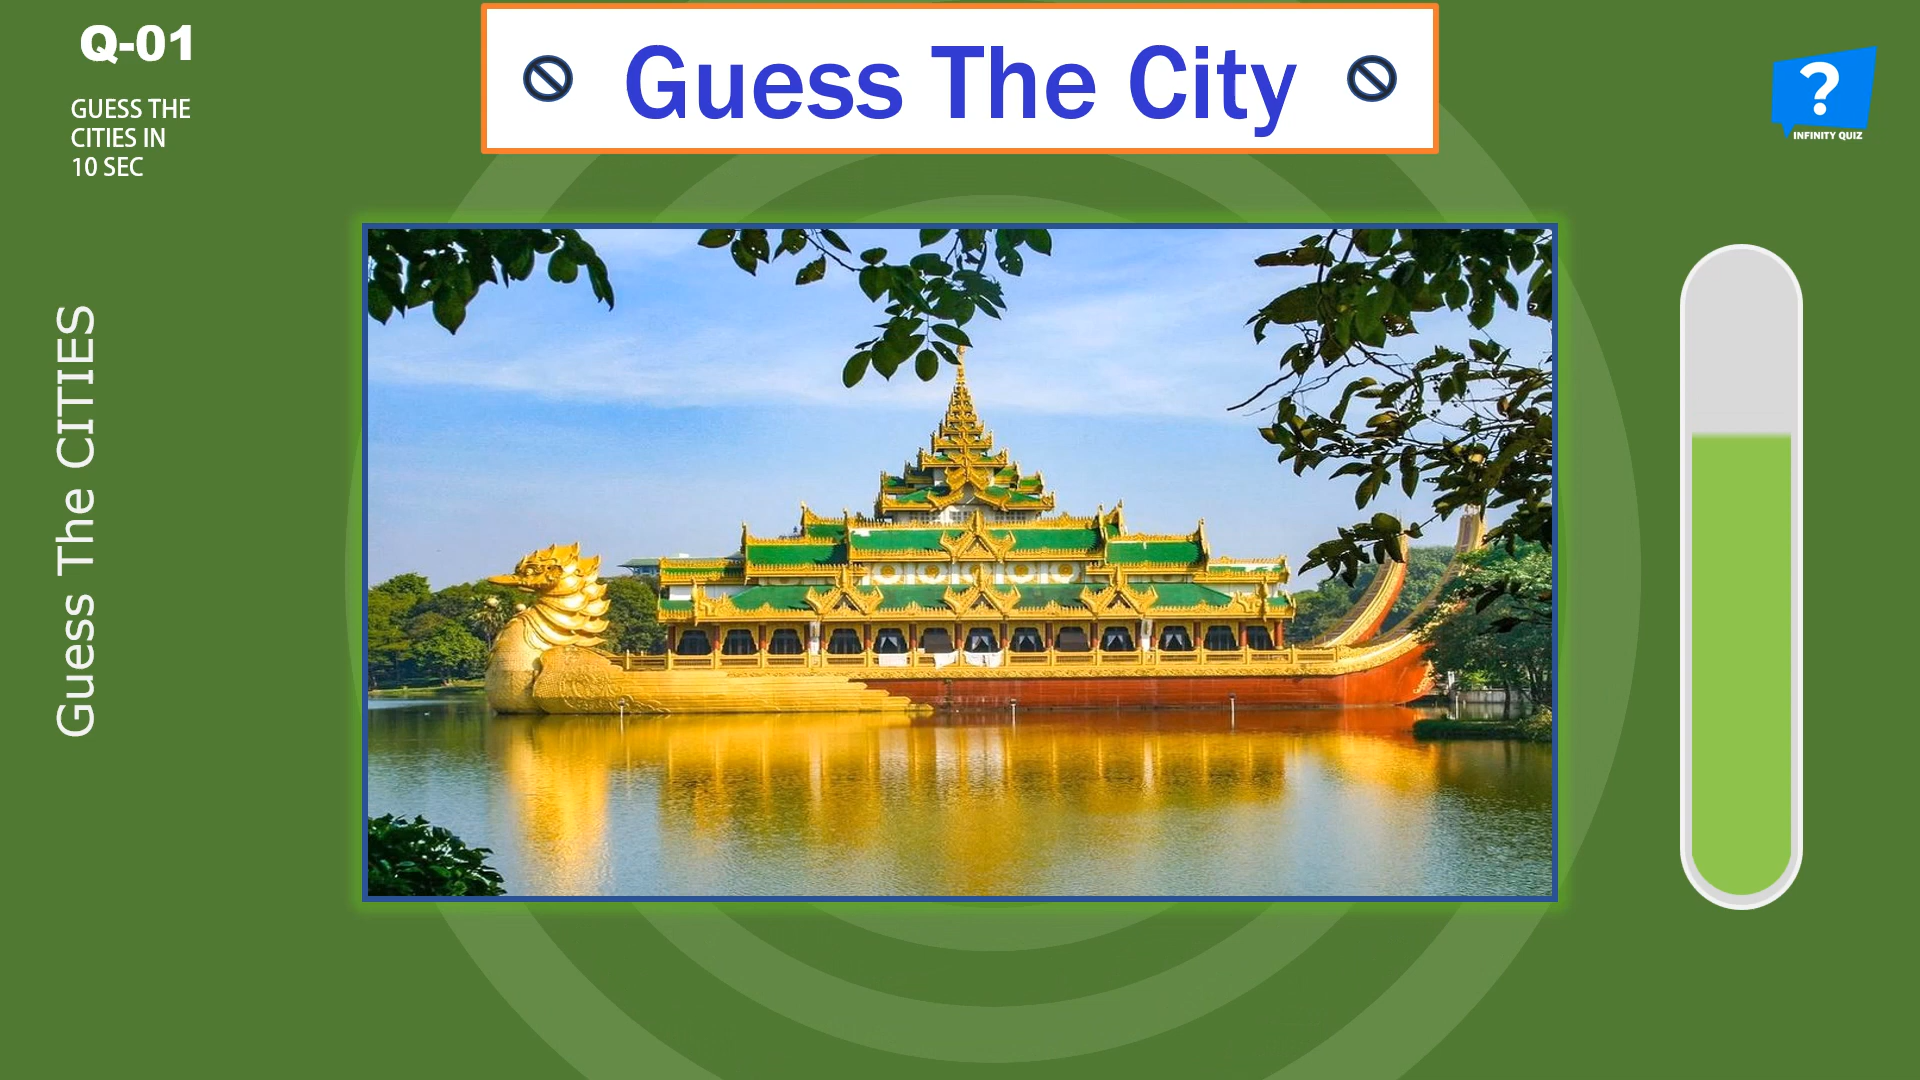 Q-01
GUESS THE
CITIES IN
10 SEC
Guess The City
?
INFINITY QUIZ
Guess The CITIES